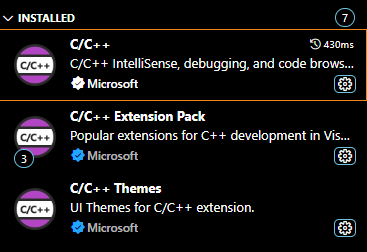 INSTALLED 7
C/C++
C/C++ 430ms
C/C++ IntelliSense, debugging, and code brows...
Microsoft
C/C++
3
C/C++ Extension Pack
Popular extensions for C++ development in Vis...
Microsoft
C/C++
C/C++ Themes
UI Themes for C/C++ extension.
Microsoft